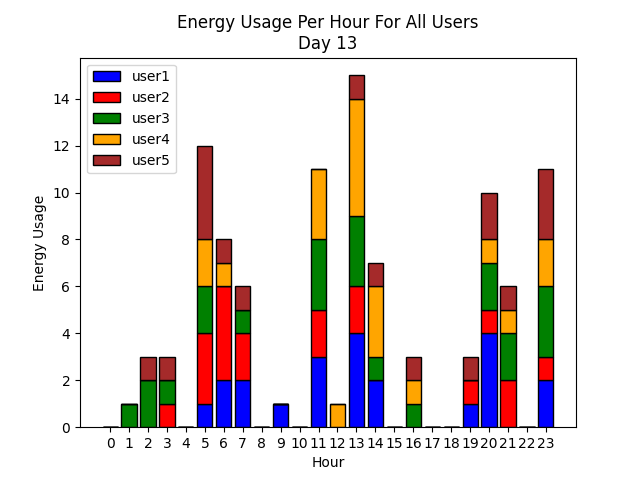 Energy Usage Per Hour For All Users
Day 13
user1
user2
user3
user4
user5
Energy Usage
14
12
10
8
6
4
2
0
0 1 2 3 4 5 6 7 8 9 10 11 12 13 14 15 16 17 18 19 20 21 22 23
Hour